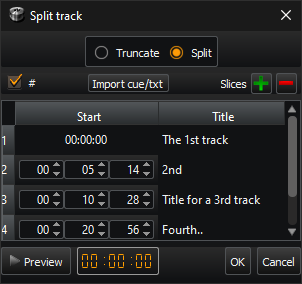 Split track
Truncate Split
# Import cue/txt Slices
Start Title
1 00:00:00 The 1st track
2 00 05 14 2nd
3 00 10 28 Title for a 3rd track
4 00 20 56 Fourth..
Preview 00:00:00 OK Cancel